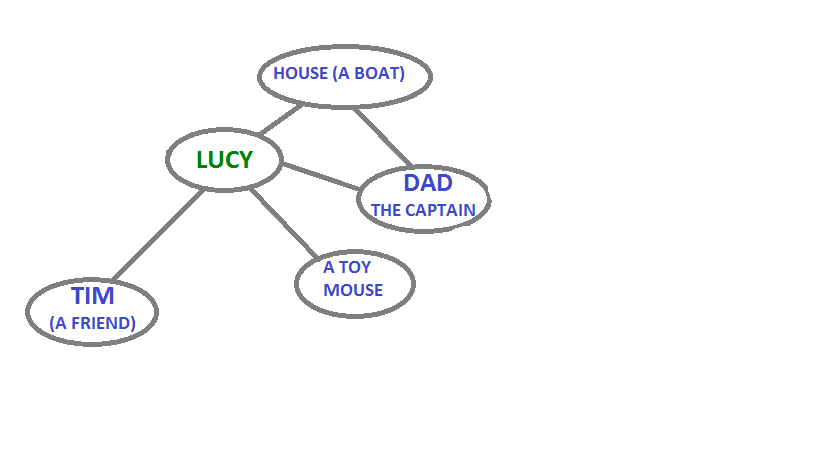 HOUSE (A BOAT)
LUCY
DAD
THE CAPTAIN
A TOY
MOUSE
TIM
(A FRIEND)